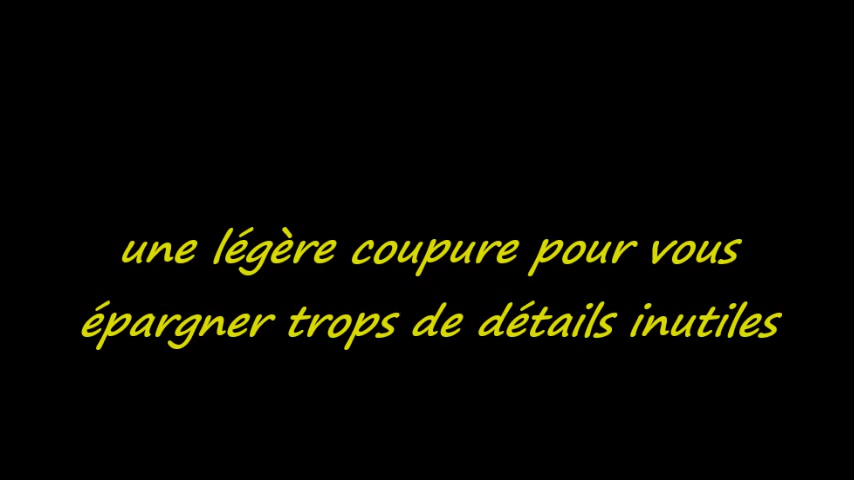 une légère coupure pour vous
épargner trops de détails inutiles